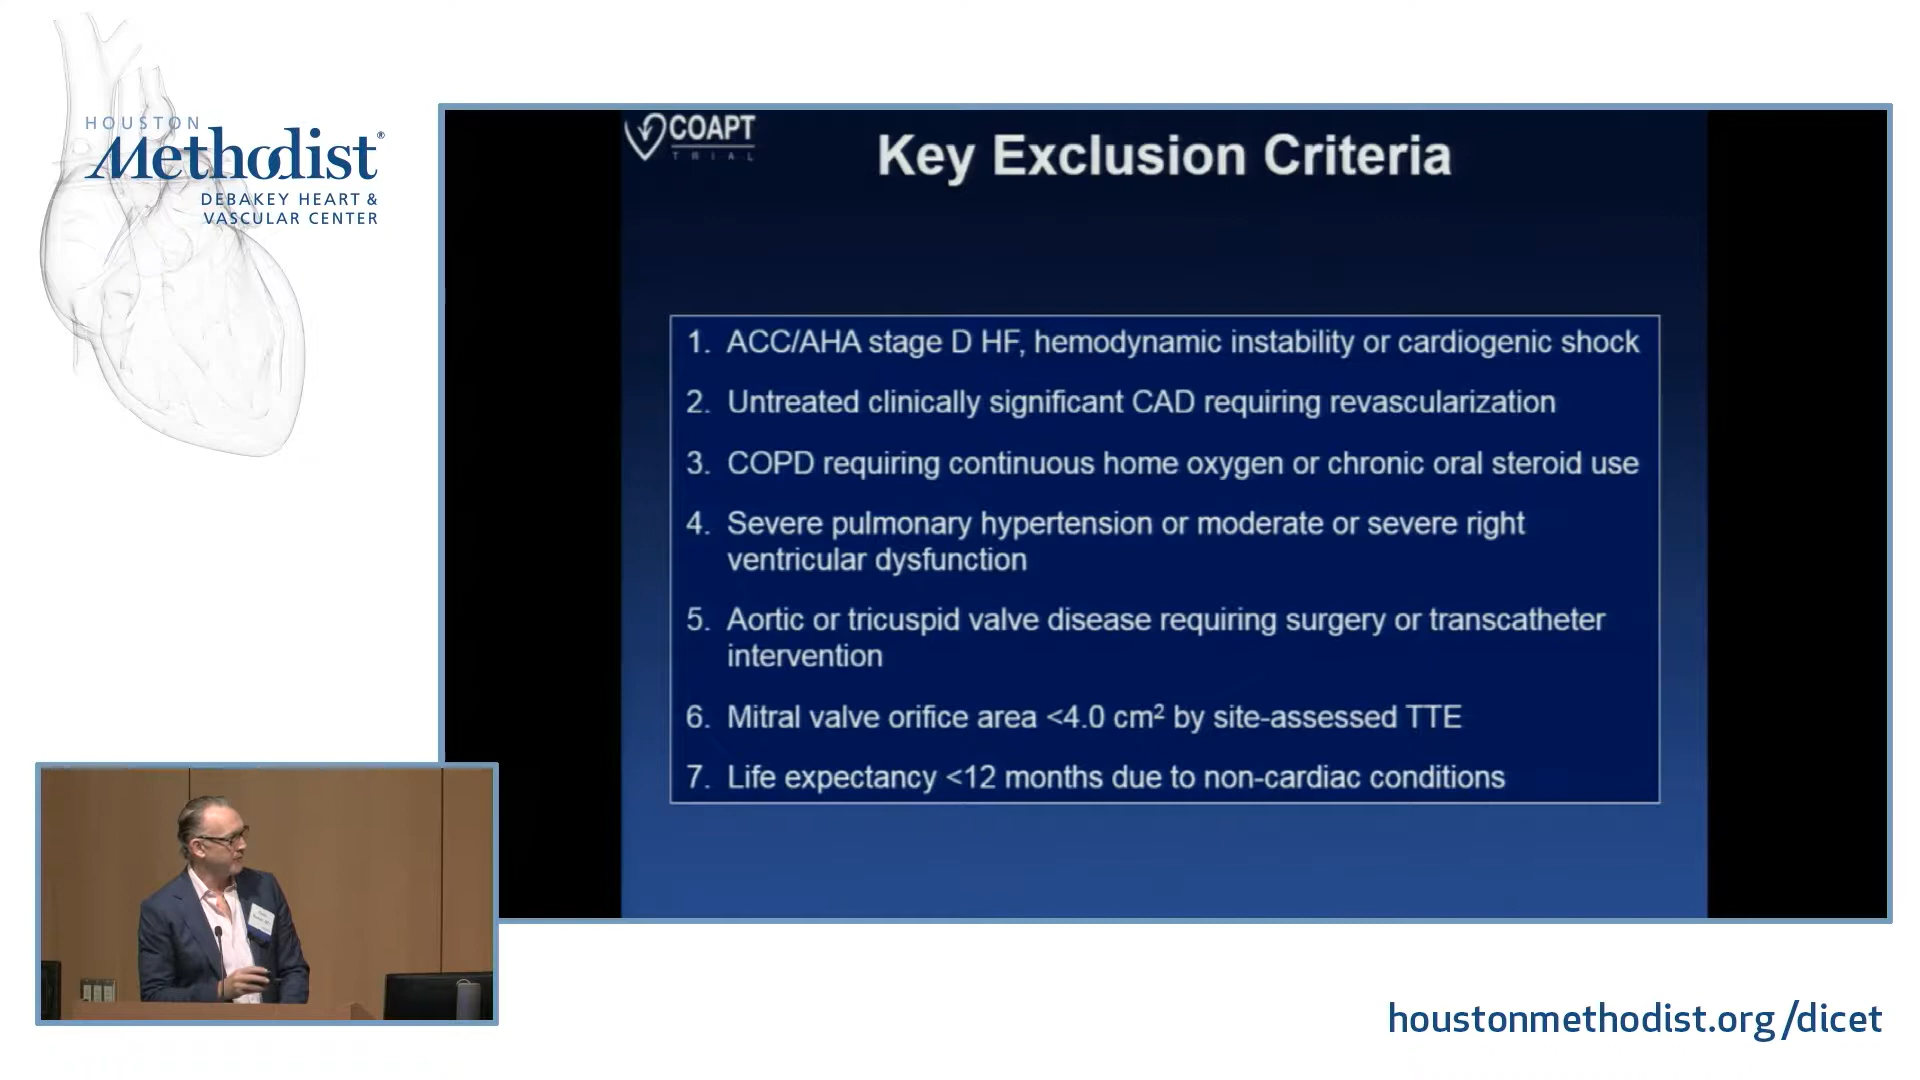 HOUSTON
Methodist®
DEBAKEY HEART &
VASCULAR CENTER
COAPT
TRIAL
Key Exclusion Criteria
1. ACC/AHA stage D HF, hemodynamic instability or cardiogenic shock
2. Untreated clinically significant CAD requiring revascularization
3. COPD requiring continuous home oxygen or chronic oral steroid use
4. Severe pulmonary hypertension or moderate or severe right
ventricular dysfunction
5. Aortic or tricuspid valve disease requiring surgery or transcatheter
intervention
6. Mitral valve orifice area <4.0 cm² by site-assessed TTE
7. Life expectancy <12 months due to non-cardiac conditions
houstonmethodist.org/dicet